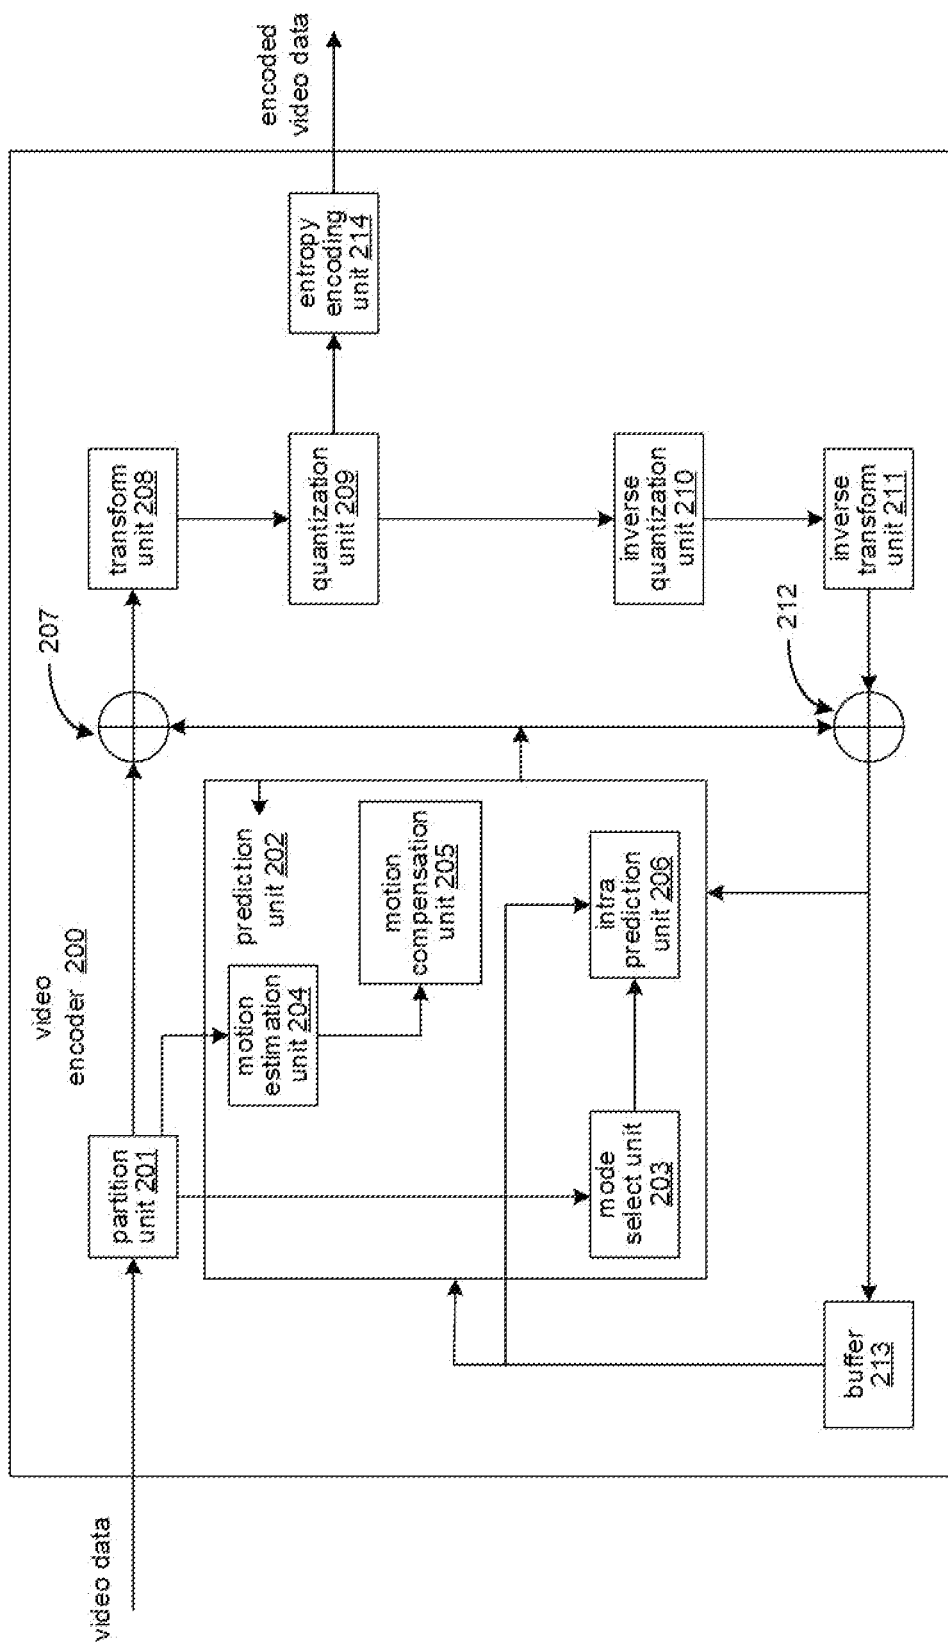 video data
video
encoder 200
partition
unit 201
207
transform
unit 208
encoded
video data
motion
estimation
unit 204
prediction
unit 202
quantization
unit 209
entropy
encoding
unit 214
motion
compensation
unit 205
mode
select unit
203
intra
prediction
unit 206
inverse
quantization
unit 210
buffer
213
212
inverse
transform
unit 211